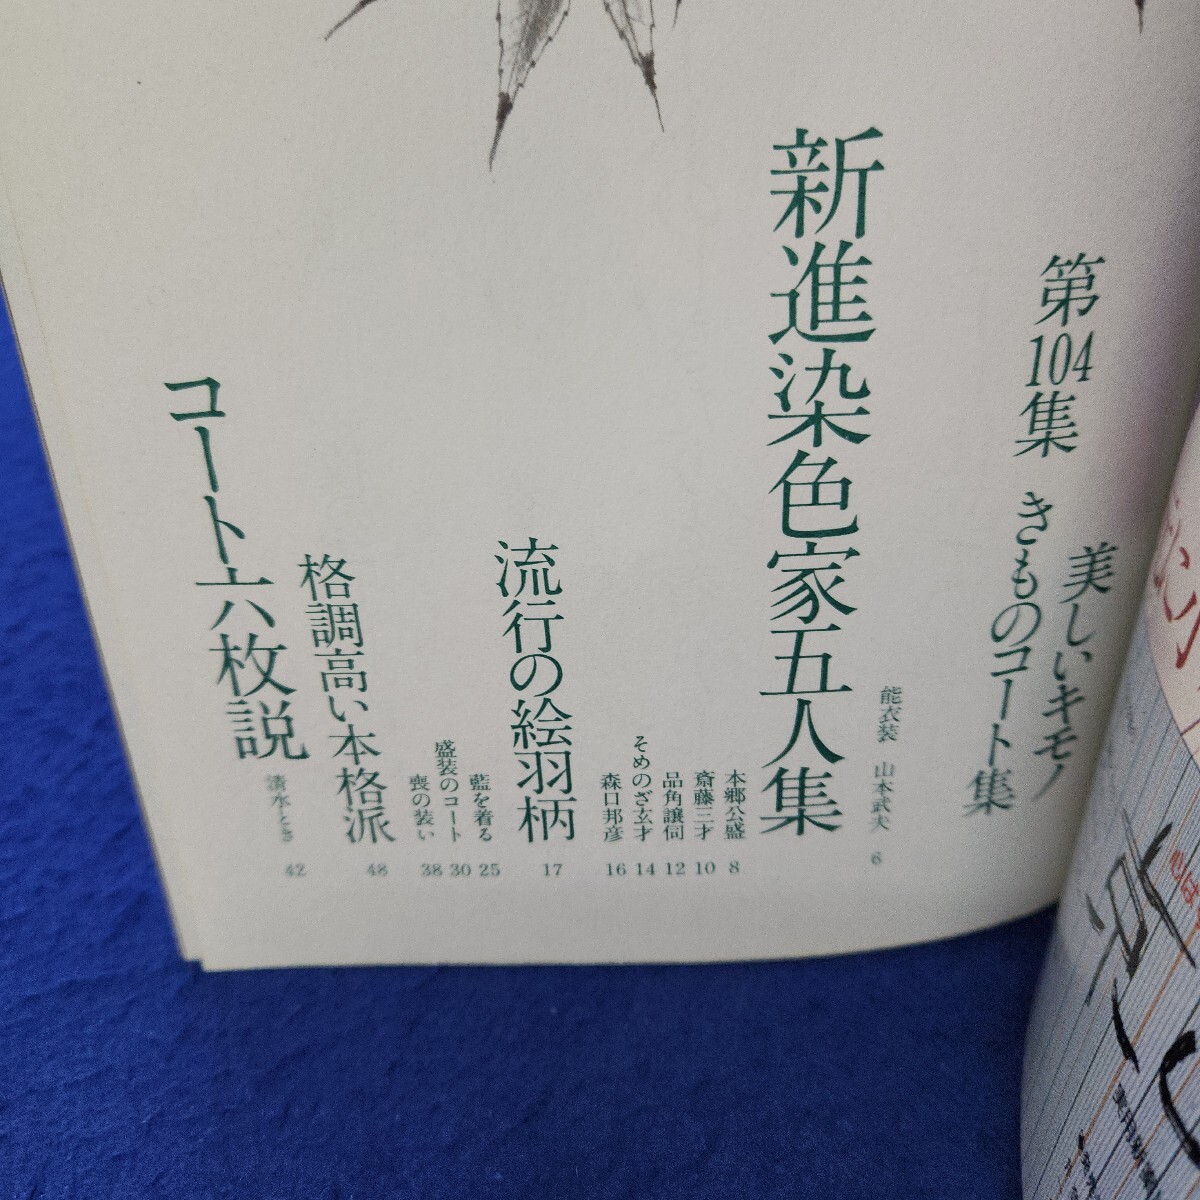 第104集
美しいキモノ
きものコート集
能衣装 山本武夫 6
新進染色家五人集
本郷公盛 8
斎藤三才 10
品角譲伺 12
そめのざ玄才 14
森口邦彦 16
流行の絵羽柄 17
藍を着る 25
盛装のコート 30
喪の装い 38
格調高い本格派 48
コート六枚説
清水とき 42